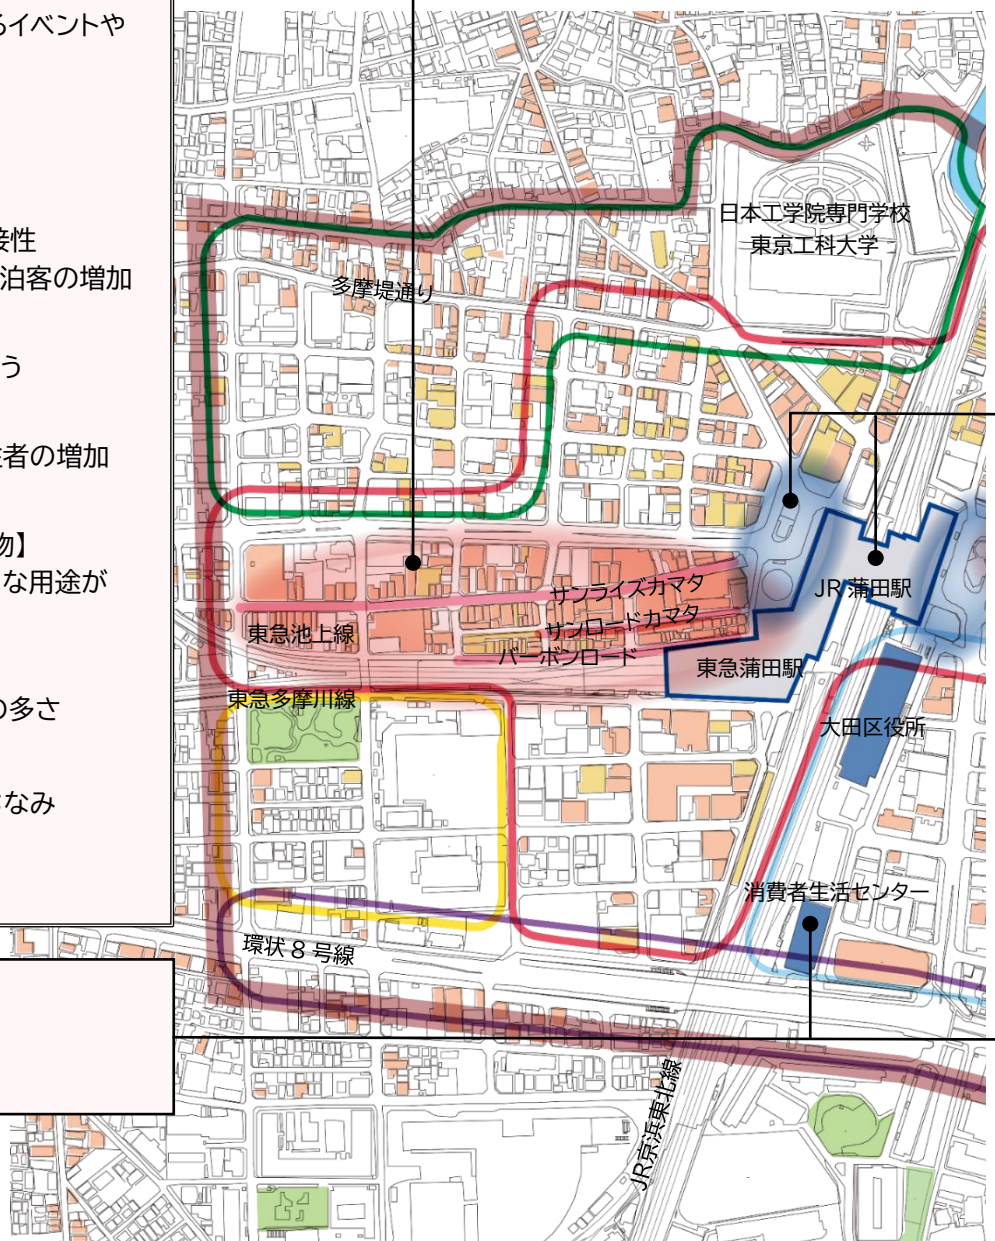 るイベントや
接性
泊客の増加
う
主者の増加
物】
な用途が
の多さ
なみ
日本工学院専門学校
東京工科大学
多摩堤通り
サンライズカマタ
サンロードカマタ
バーボンロード
JR 蒲田駅
東急池上線
東急蒲田駅
東急多摩川線
大田区役所
消費者生活センター
環状 8 号線
JR京浜東北線